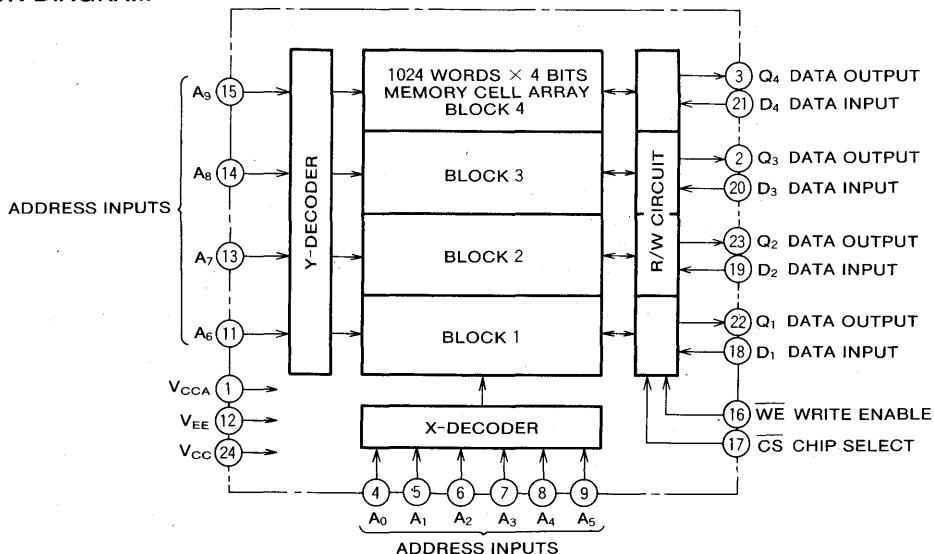 1024 WORDS × 4 BITS
MEMORY CELL ARRAY
BLOCK 4
BLOCK 3
BLOCK 2
BLOCK 1
Y-DECODER
R/W CIRCUIT
X-DECODER
ADDRESS INPUTS
A9 15
A8 14
A7 13
A6 11
VCCA 1
VEE 12
VCC 24
3 Q4 DATA OUTPUT
21 D4 DATA INPUT
2 Q3 DATA OUTPUT
20 D3 DATA INPUT
23 Q2 DATA OUTPUT
19 D2 DATA INPUT
22 Q1 DATA OUTPUT
18 D1 DATA INPUT
16 W̅E̅ WRITE ENABLE
17 C̅S̅ CHIP SELECT
4 5 6 7 8 9
A0 A1 A2 A3 A4 A5
ADDRESS INPUTS